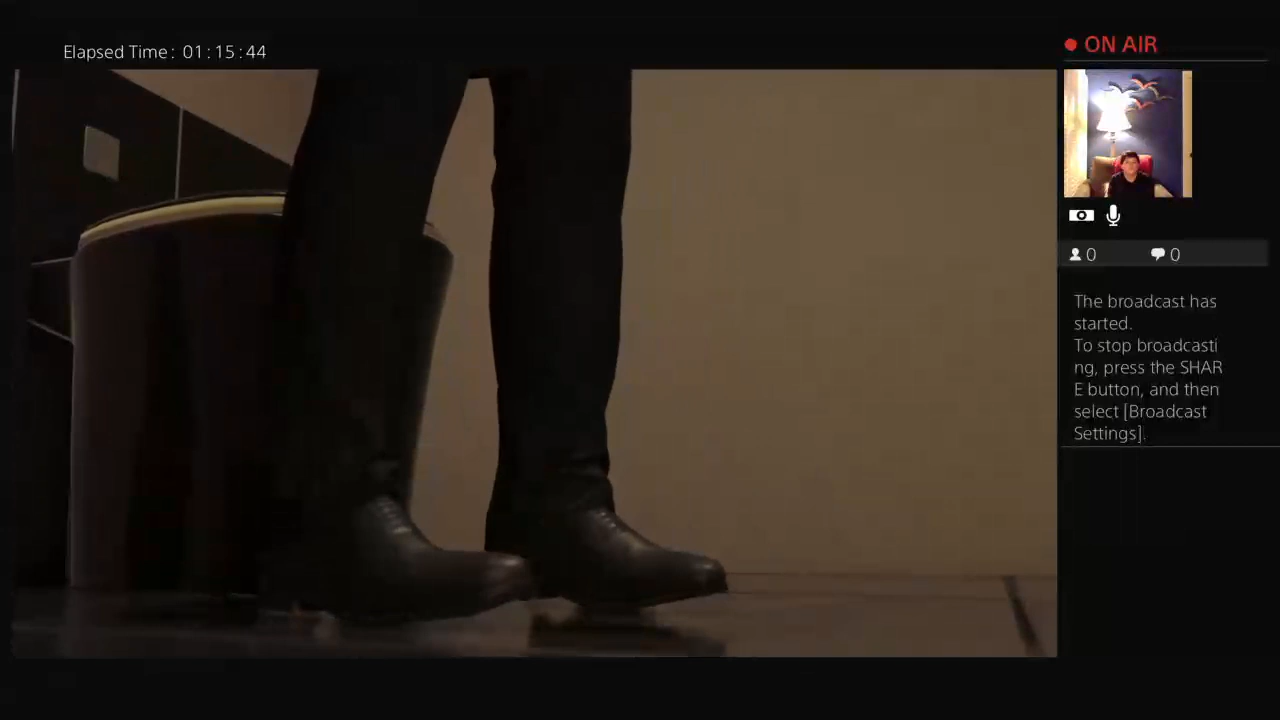 Elapsed Time: 01:15:44
ON AIR
0 0
The broadcast has
started.
To stop broadcasti
ng, press the SHAR
E button, and then
select [Broadcast
Settings].